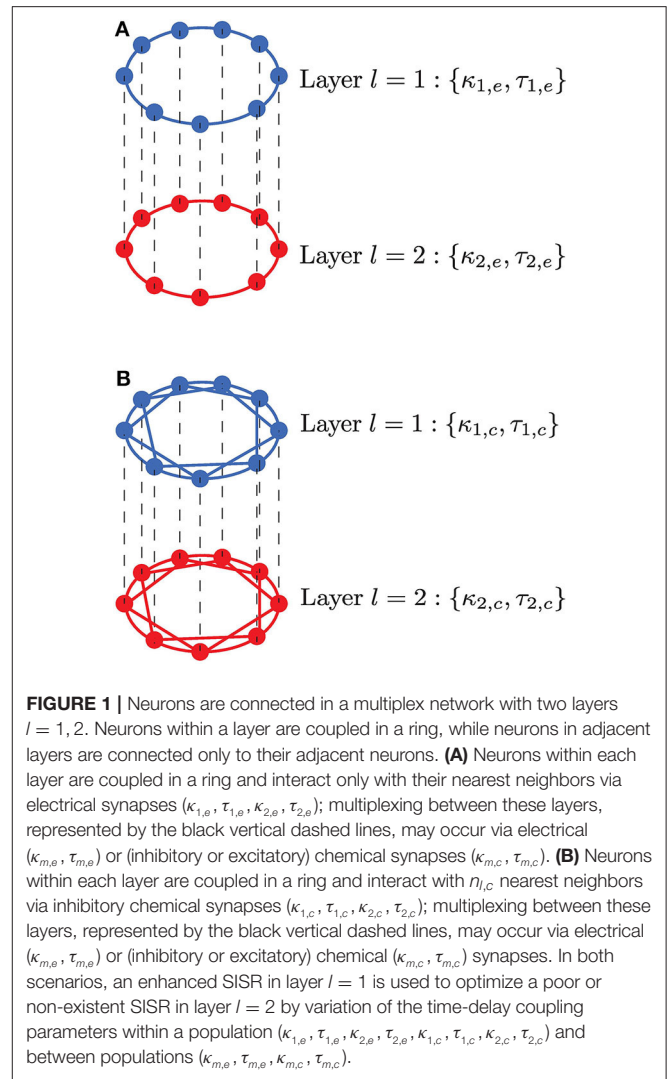 A
Layer l = 1 : {κ1,e, τ1,e}
Layer l = 2 : {κ2,e, τ2,e}
B
Layer l = 1 : {κ1,c, τ1,c}
Layer l = 2 : {κ2,c, τ2,c}
FIGURE 1 | Neurons are connected in a multiplex network with two layers
l = 1, 2. Neurons within a layer are coupled in a ring, while neurons in adjacent
layers are connected only to their adjacent neurons. (A) Neurons within each
layer are coupled in a ring and interact only with their nearest neighbors via
electrical synapses (κ1,e, τ1,e, κ2,e, τ2,e); multiplexing between these layers,
represented by the black vertical dashed lines, may occur via electrical
(κm,e, τm,e) or (inhibitory or excitatory) chemical synapses (κm,c, τm,c). (B) Neurons
within each layer are coupled in a ring and interact with nl,c nearest neighbors
via inhibitory chemical synapses (κ1,c, τ1,c, κ2,c, τ2,c); multiplexing between these
layers, represented by the black vertical dashed lines, may occur via electrical
(κm,e, τm,e) or (inhibitory or excitatory) chemical (κm,c, τm,c) synapses. In both
scenarios, an enhanced SISR in layer l = 1 is used to optimize a poor or
non-existent SISR in layer l = 2 by variation of the time-delay coupling
parameters within a population (κ1,e, τ1,e, κ2,e, τ2,e, κ1,c, τ1,c, κ2,c, τ2,c) and
between populations (κm,e, τm,e, κm,c, τm,c).